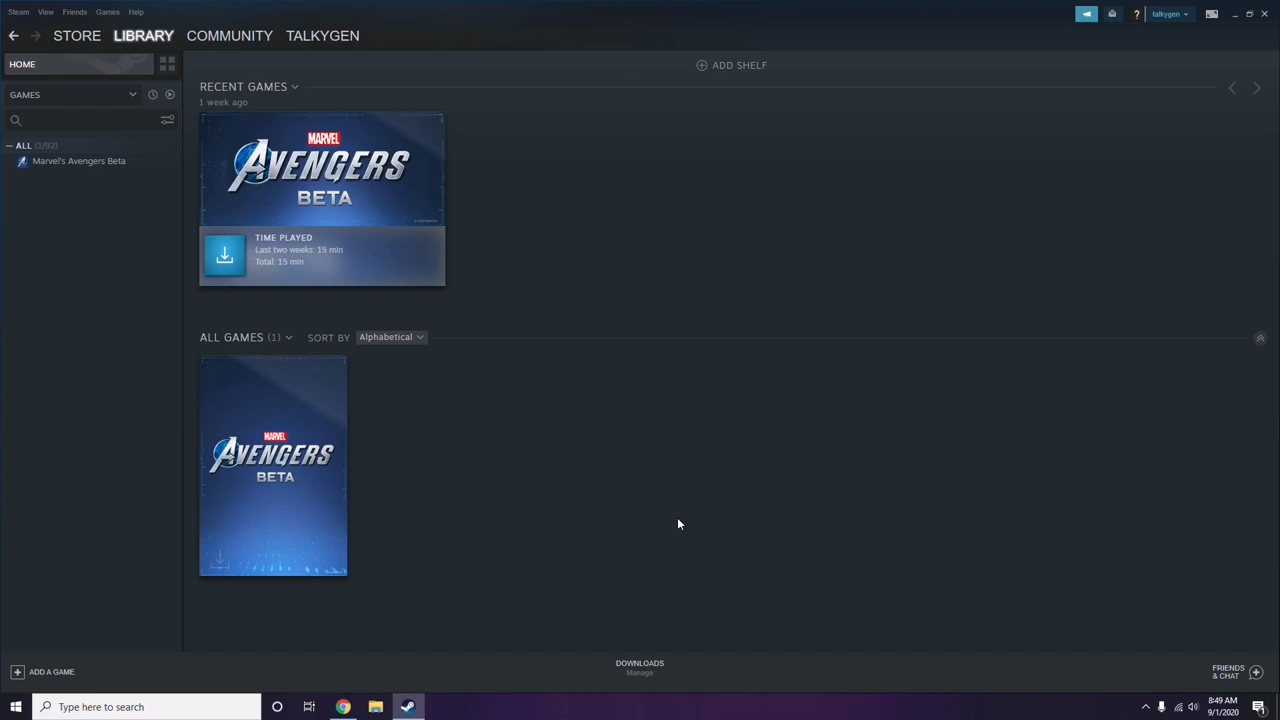 Steam View Friends Games Help
? talkygen
STORE LIBRARY COMMUNITY TALKYGEN
HOME
ADD SHELF
GAMES
RECENT GAMES
1 week ago
ALL (1/92)
Marvel's Avengers Beta
MARVEL
AVENGERS
BETA
TIME PLAYED
Last two weeks: 15 min
Total: 15 min
ALL GAMES (1) SORT BY Alphabetical
MARVEL
AVENGERS
BETA
ADD A GAME
DOWNLOADS
Manage
FRIENDS
& CHAT
Type here to search
8:49 AM
9/1/2020